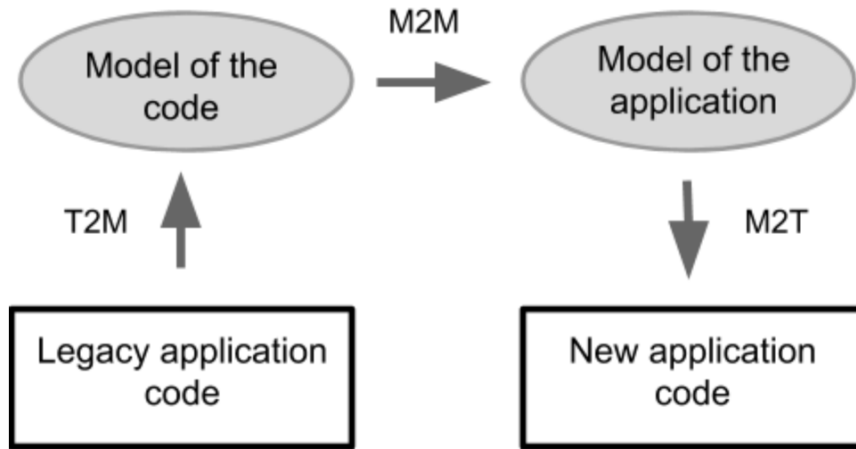 M2M
Model of the
code
Model of the
application
T2M
M2T
Legacy application
code
New application
code